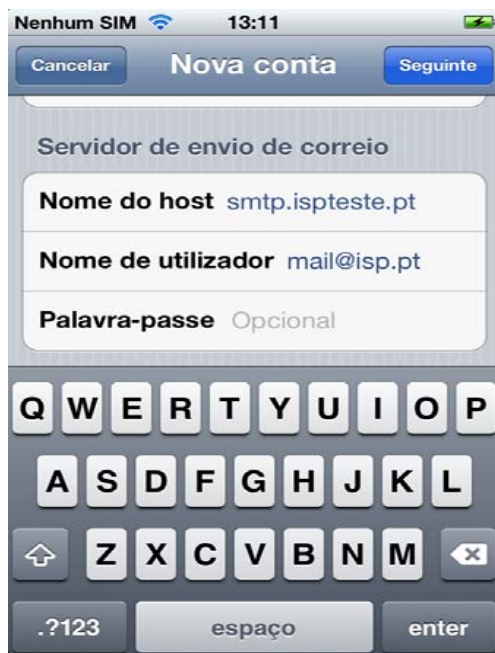 Nenhum SIM 13:11
Cancelar Nova conta Seguinte
Servidor de envio de correio
Nome do host smtp.ispteste.pt
Nome de utilizador mail@isp.pt
Palavra-passe Opcional
Q W E R T Y U I O P
A S D F G H J K L
Z X C V B N M
.?123 espaço enter